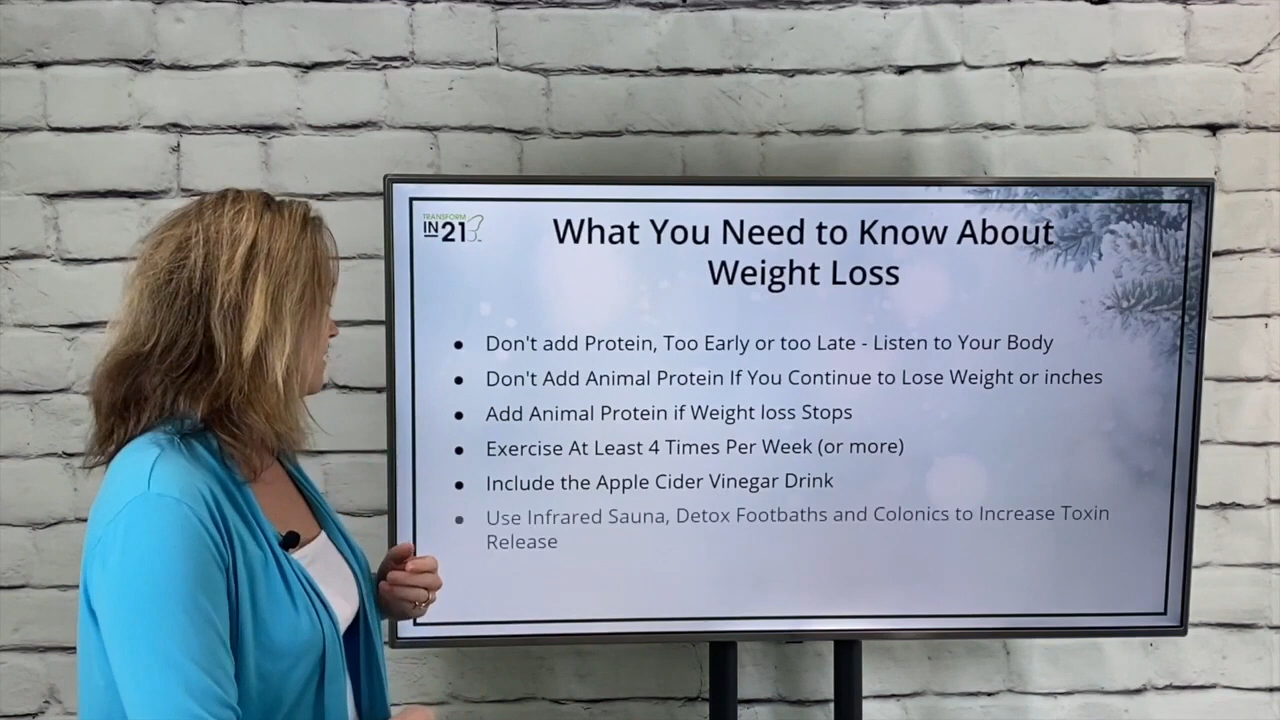 TRANSFORM
IN21
What You Need to Know About
Weight Loss
● Don't add Protein, Too Early or too Late - Listen to Your Body
● Don't Add Animal Protein If You Continue to Lose Weight or inches
● Add Animal Protein if Weight loss Stops
● Exercise At Least 4 Times Per Week (or more)
● Include the Apple Cider Vinegar Drink
● Use Infrared Sauna, Detox Footbaths and Colonics to Increase Toxin
Release